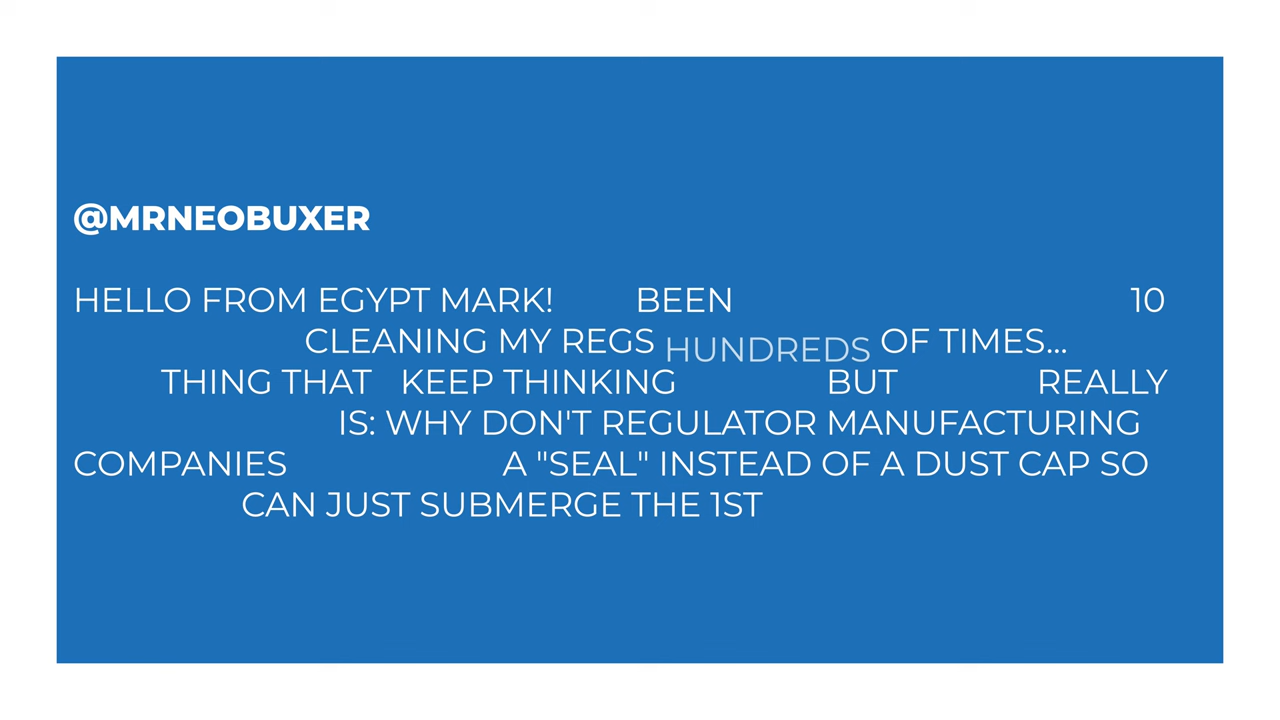 @MRNEOBUXER
HELLO FROM EGYPT MARK! BEEN 10
CLEANING MY REGS HUNDREDS OF TIMES...
THING THAT KEEP THINKING BUT REALLY
IS: WHY DON'T REGULATOR MANUFACTURING
COMPANIES A "SEAL" INSTEAD OF A DUST CAP SO
CAN JUST SUBMERGE THE 1ST